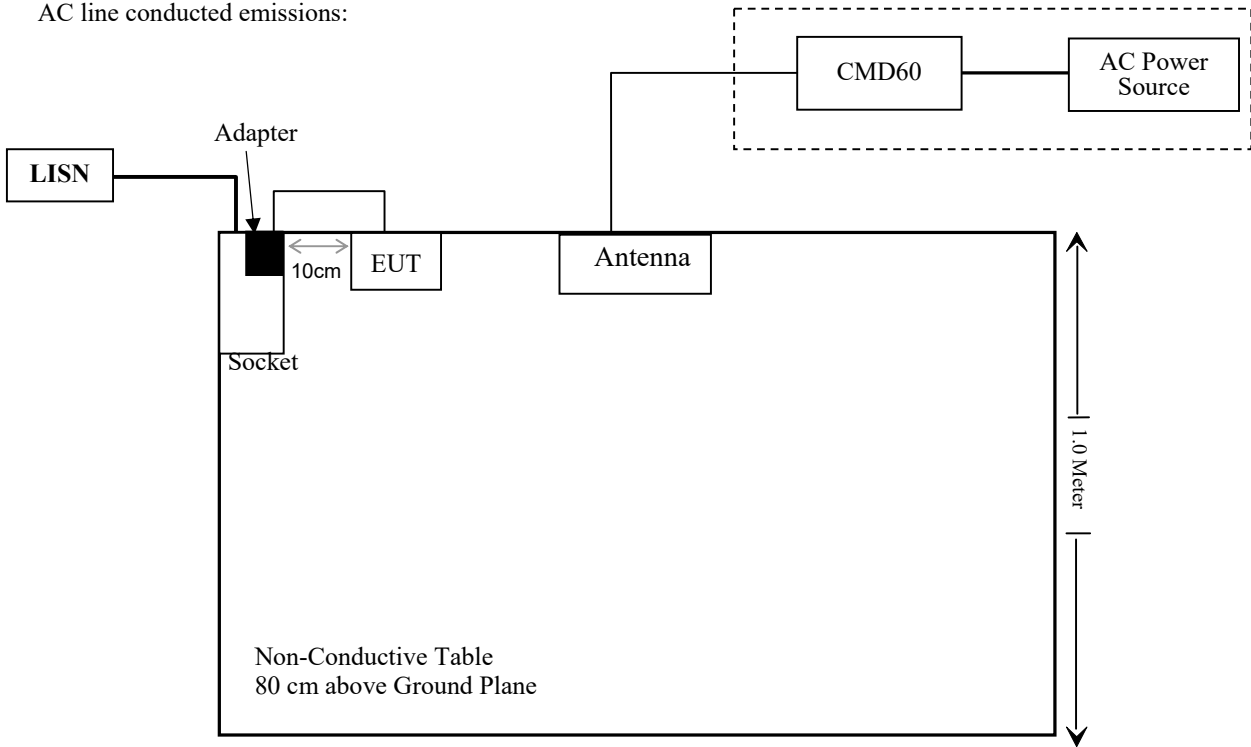 AC line conducted emissions:
CMD60
AC Power
Source
Adapter
LISN
10cm
EUT
Antenna
Socket
1.0 Meter
Non-Conductive Table
80 cm above Ground Plane